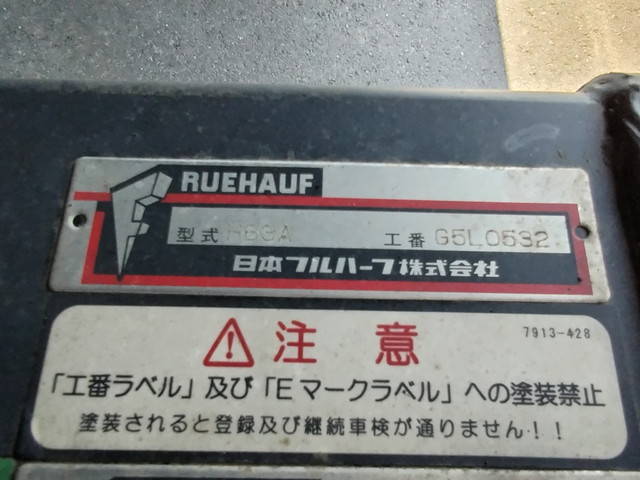 RUEHAUF
型式 H6GA 工番 G5L0532
日本フルハーフ株式会社
注意 7913-428
「工番ラベル」及び「Eマークラベル」への塗装禁止
塗装されると登録及び継続車検が通りません!!